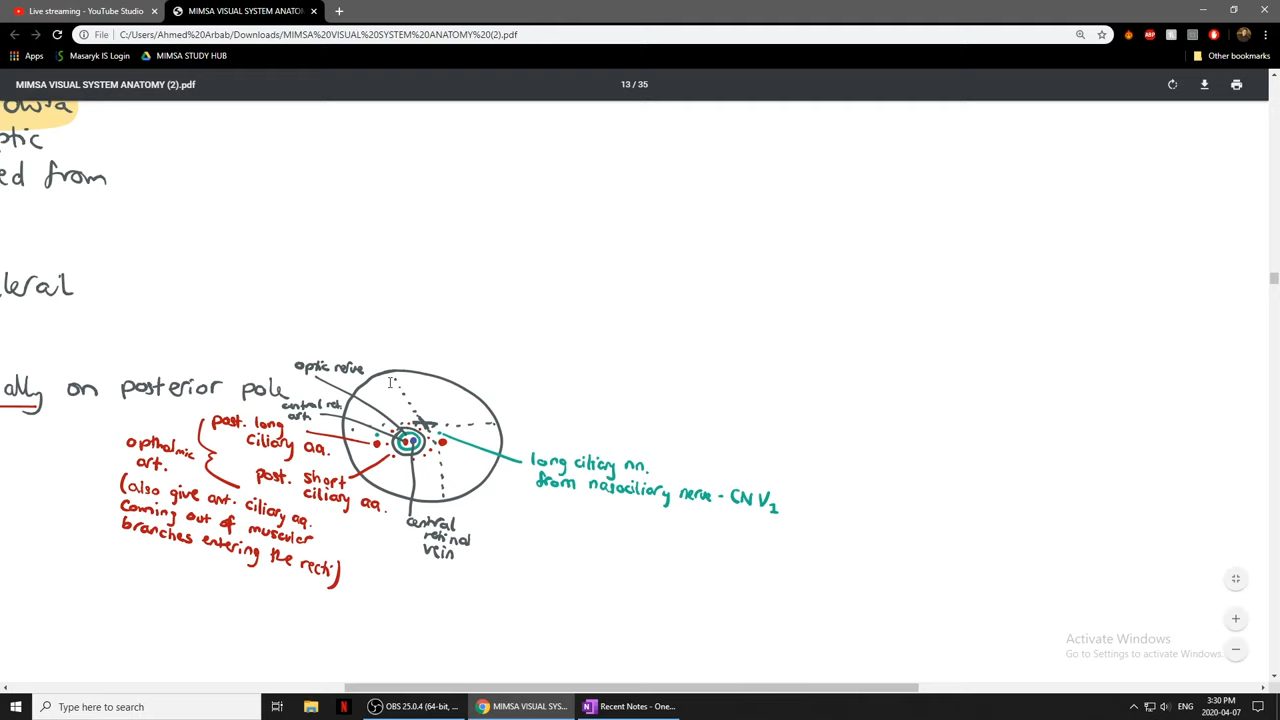 Live streaming - YouTube Studio
MIMSA VISUAL SYSTEM ANATOM
File
C:/Users/Ahmed%20Arbab/Downloads/MIMSA%20VISUAL%20SYSTEM%20ANATOMY%20(2).pdf
ABP
Apps
Masaryk IS Login
MIMSA STUDY HUB
Other bookmarks
MIMSA VISUAL SYSTEM ANATOMY (2).pdf
13 / 35
ptic
ed from
leral
ally on posterior pole
optic nerve
central ret.
art.
post. long
ciliary aa.
opthalmic
art.
post. short
ciliary aa.
(also give ant. ciliary aa.
coming out of muscular
branches entering the recti)
central
retinal
vein
long ciliary nn.
from nasociliary nerve - CN V1
Activate Windows
Go to Settings to activate Windows.
Type here to search
OBS 25.0.4 (64-bit, ...
MIMSA VISUAL SYS...
Recent Notes - One...
ENG
3:30 PM
2020-04-07